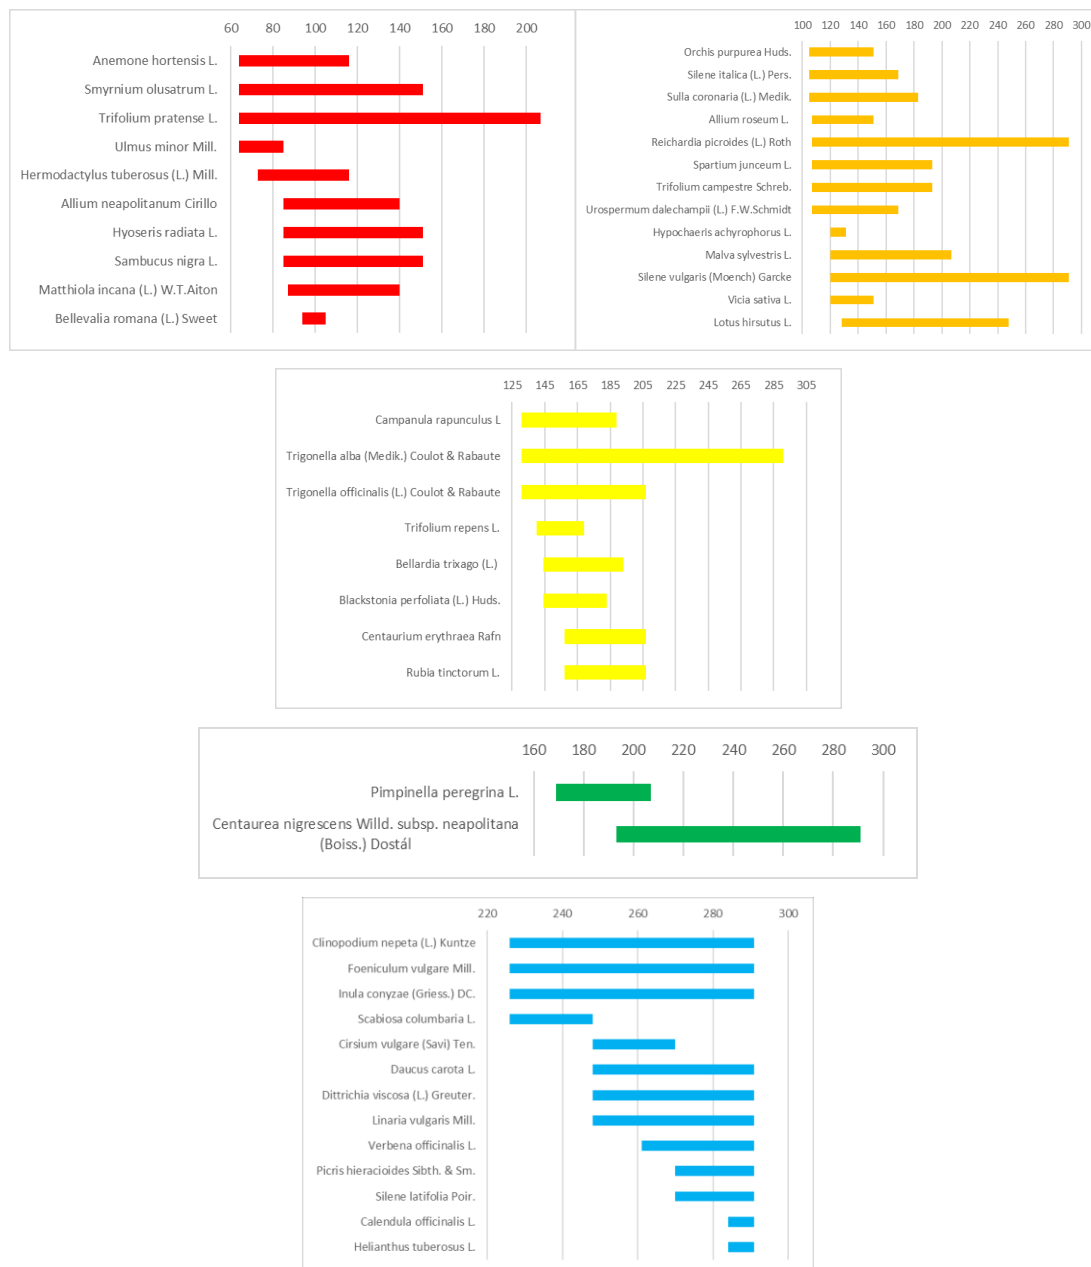 60 80 100 120 140 160 180 200
Anemone hortensis L.
Smyrnium olusatrum L.
Trifolium pratense L.
Ulmus minor Mill.
Hermodactylus tuberosus (L.) Mill.
Allium neapolitanum Cirillo
Hyoseris radiata L.
Sambucus nigra L.
Matthiola incana (L.) W.T.Aiton
Bellevalia romana (L.) Sweet
100 120 140 160 180 200 220 240 260 280 300
Orchis purpurea Huds.
Silene italica (L.) Pers.
Sulla coronaria (L.) Medik.
Allium roseum L.
Reichardia picroides (L.) Roth
Spartium junceum L.
Trifolium campestre Schreb.
Urospermum dalechampii (L.) F.W.Schmidt
Hypochaeris achyrophorus L.
Malva sylvestris L.
Silene vulgaris (Moench) Garcke
Vicia sativa L.
Lotus hirsutus L.
125 145 165 185 205 225 245 265 285 305
Campanula rapunculus L
Trigonella alba (Medik.) Coulot & Rabaute
Trigonella officinalis (L.) Coulot & Rabaute
Trifolium repens L.
Bellardia trixago (L.)
Blackstonia perfoliata (L.) Huds.
Centaurium erythraea Rafn
Rubia tinctorum L.
160 180 200 220 240 260 280 300
Pimpinella peregrina L.
Centaurea nigrescens Willd. subsp. neapolitana
(Boiss.) Dostál
220 240 260 280 300
Clinopodium nepeta (L.) Kuntze
Foeniculum vulgare Mill.
Inula conyzae (Griess.) DC.
Scabiosa columbaria L.
Cirsium vulgare (Savi) Ten.
Daucus carota L.
Dittrichia viscosa (L.) Greuter.
Linaria vulgaris Mill.
Verbena officinalis L.
Picris hieracioides Sibth. & Sm.
Silene latifolia Poir.
Calendula officinalis L.
Helianthus tuberosus L.